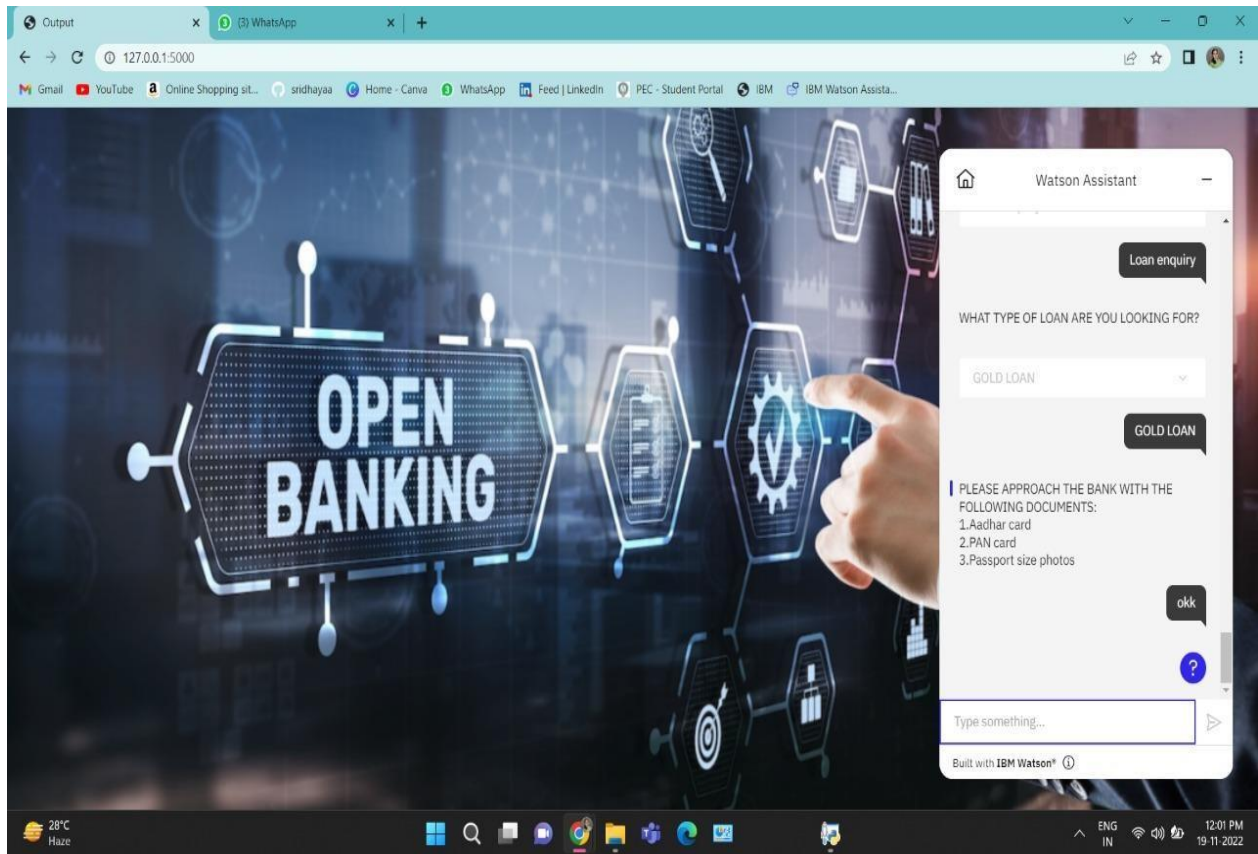 Output
(3) WhatsApp
127.0.0.1:5000
Gmail
YouTube
Online Shopping sit...
sridhayaa
Home - Canva
WhatsApp
Feed | LinkedIn
PEC - Student Portal
IBM
IBM Watson Assista...
OPEN
BANKING
Watson Assistant
Loan enquiry
WHAT TYPE OF LOAN ARE YOU LOOKING FOR?
GOLD LOAN
GOLD LOAN
PLEASE APPROACH THE BANK WITH THE
FOLLOWING DOCUMENTS:
1.Aadhar card
2.PAN card
3.Passport size photos
okk
?
Type something...
Built with IBM Watson®
28°C
Haze
ENG
IN
12:01 PM
19-11-2022